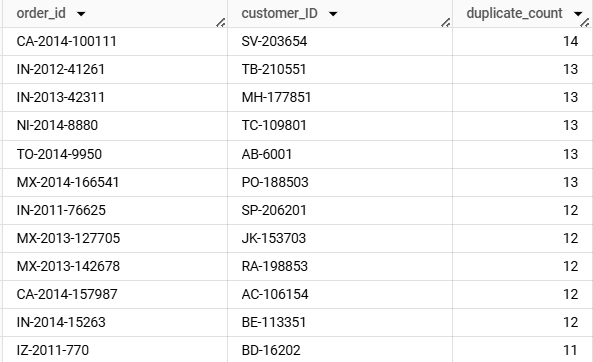 order_id customer_ID duplicate_count
CA-2014-100111 SV-203654 14
IN-2012-41261 TB-210551 13
IN-2013-42311 MH-177851 13
NI-2014-8880 TC-109801 13
TO-2014-9950 AB-6001 13
MX-2014-166541 PO-188503 13
IN-2011-76625 SP-206201 12
MX-2013-127705 JK-153703 12
MX-2013-142678 RA-198853 12
CA-2014-157987 AC-106154 12
IN-2014-15263 BE-113351 12
IZ-2011-770 BD-16202 11